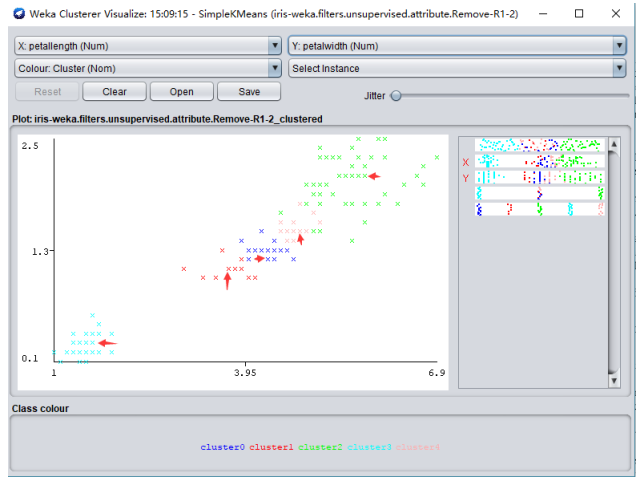 Weka Clusterer Visualize: 15:09:15 - SimpleKMeans (iris-weka.filters.unsupervised.attribute.Remove-R1-2)
X: petallength (Num) Y: petalwidth (Num)
Colour: Cluster (Nom) Select Instance
Reset Clear Open Save Jitter
Plot: iris-weka.filters.unsupervised.attribute.Remove-R1-2_clustered
2.5
X
Y
1.3
0.1
1 3.95 6.9
Class colour
cluster0 cluster1 cluster2 cluster3 cluster4